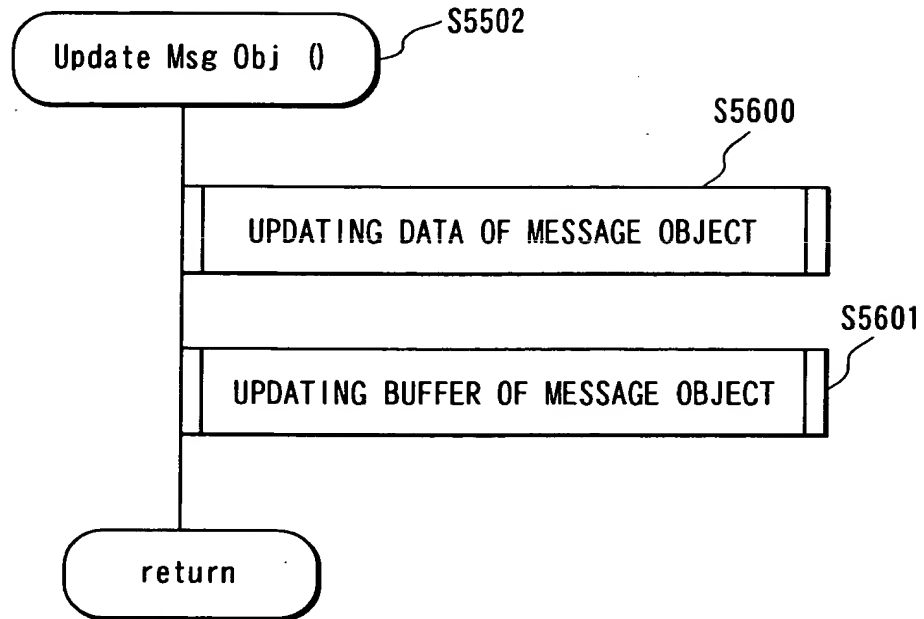 S5502
Update Msg Obj ()
S5600
UPDATING DATA OF MESSAGE OBJECT
S5601
UPDATING BUFFER OF MESSAGE OBJECT
return